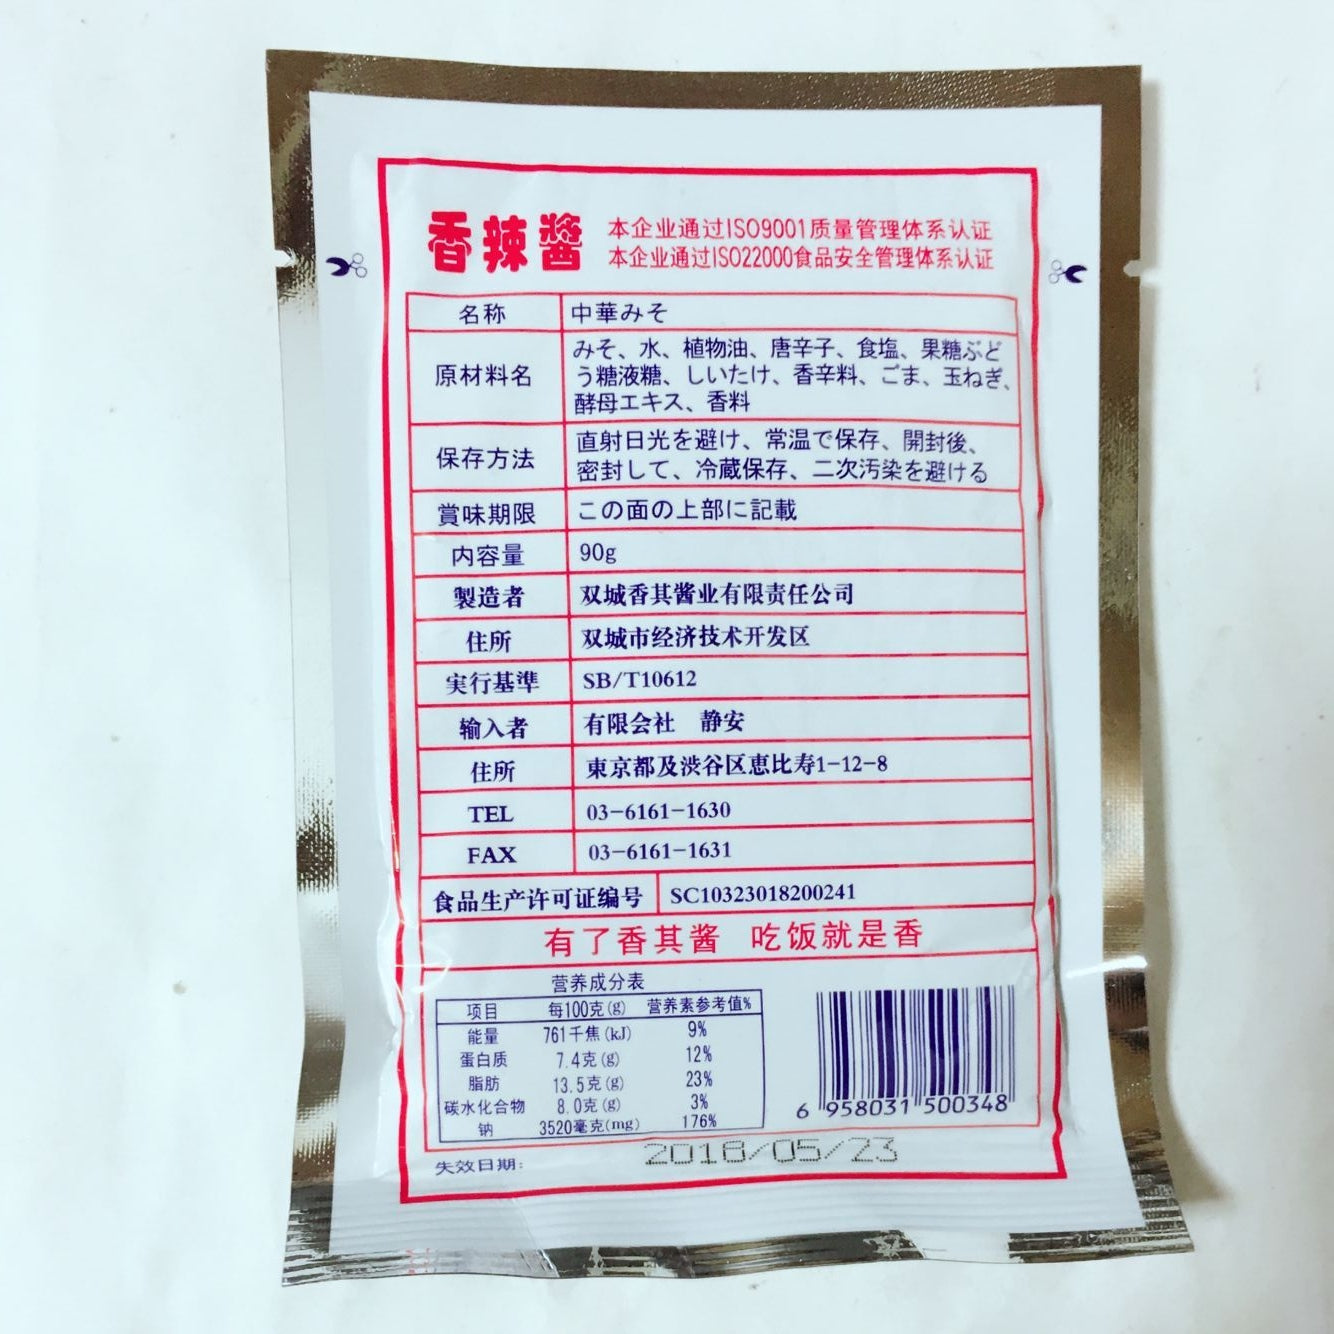 香辣醬
本企业通过ISO9001质量管理体系认证
本企业通过ISO22000食品安全管理体系认证
名称 中華みそ
原材料名 みそ、水、植物油、唐辛子、食塩、果糖ぶど
う糖液糖、しいたけ、香辛料、ごま、玉ねぎ、
酵母エキス、香料
保存方法 直射日光を避け、常温で保存、開封後、
密封して、冷蔵保存、二次汚染を避ける
賞味期限 この面の上部に記載
内容量 90g
製造者 双城香其酱业有限责任公司
住所 双城市经济技术开发区
実行基準 SB/T10612
输入者 有限会社 静安
住所 東京都及渋谷区恵比寿1-12-8
TEL 03-6161-1630
FAX 03-6161-1631
食品生产许可证编号 SC10323018200241
有了香其酱 吃饭就是香
营养成分表
项目 每100克(g) 营养素参考值%
能量 761千焦(kJ) 9%
蛋白质 7.4克(g) 12%
脂肪 13.5克(g) 23%
碳水化合物 8.0克(g) 3%
钠 3520毫克(mg) 176%
6 958031 500348
失效日期: 2018/05/23